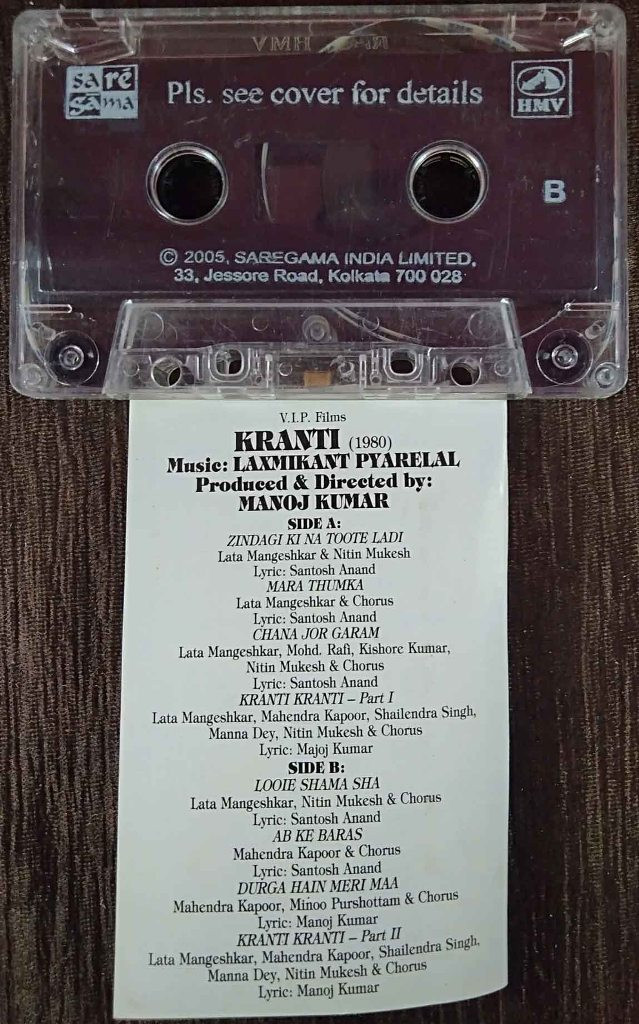 saRé
Gama
Pls. see cover for details
HMV
B
© 2005, SAREGAMA INDIA LIMITED,
33, Jessore Road, Kolkata 700 028
V.I.P. Films
KRANTI (1980)
Music: LAXMIKANT PYARELAL
Produced & Directed by:
MANOJ KUMAR
SIDE A:
ZINDAGI KI NA TOOTE LADI
Lata Mangeshkar & Nitin Mukesh
Lyric: Santosh Anand
MARA THUMKA
Lata Mangeshkar & Chorus
Lyric: Santosh Anand
CHANA JOR GARAM
Lata Mangeshkar, Mohd. Rafi, Kishore Kumar,
Nitin Mukesh & Chorus
Lyric: Santosh Anand
KRANTI KRANTI – Part I
Lata Mangeshkar, Mahendra Kapoor, Shailendra Singh,
Manna Dey, Nitin Mukesh & Chorus
Lyric: Majoj Kumar
SIDE B:
LOOIE SHAMA SHA
Lata Mangeshkar, Nitin Mukesh & Chorus
Lyric: Santosh Anand
AB KE BARAS
Mahendra Kapoor & Chorus
Lyric: Santosh Anand
DURGA HAIN MERI MAA
Mahendra Kapoor, Minoo Purshottam & Chorus
Lyric: Manoj Kumar
KRANTI KRANTI – Part II
Lata Mangeshkar, Mahendra Kapoor, Shailendra Singh,
Manna Dey, Nitin Mukesh & Chorus
Lyric: Manoj Kumar